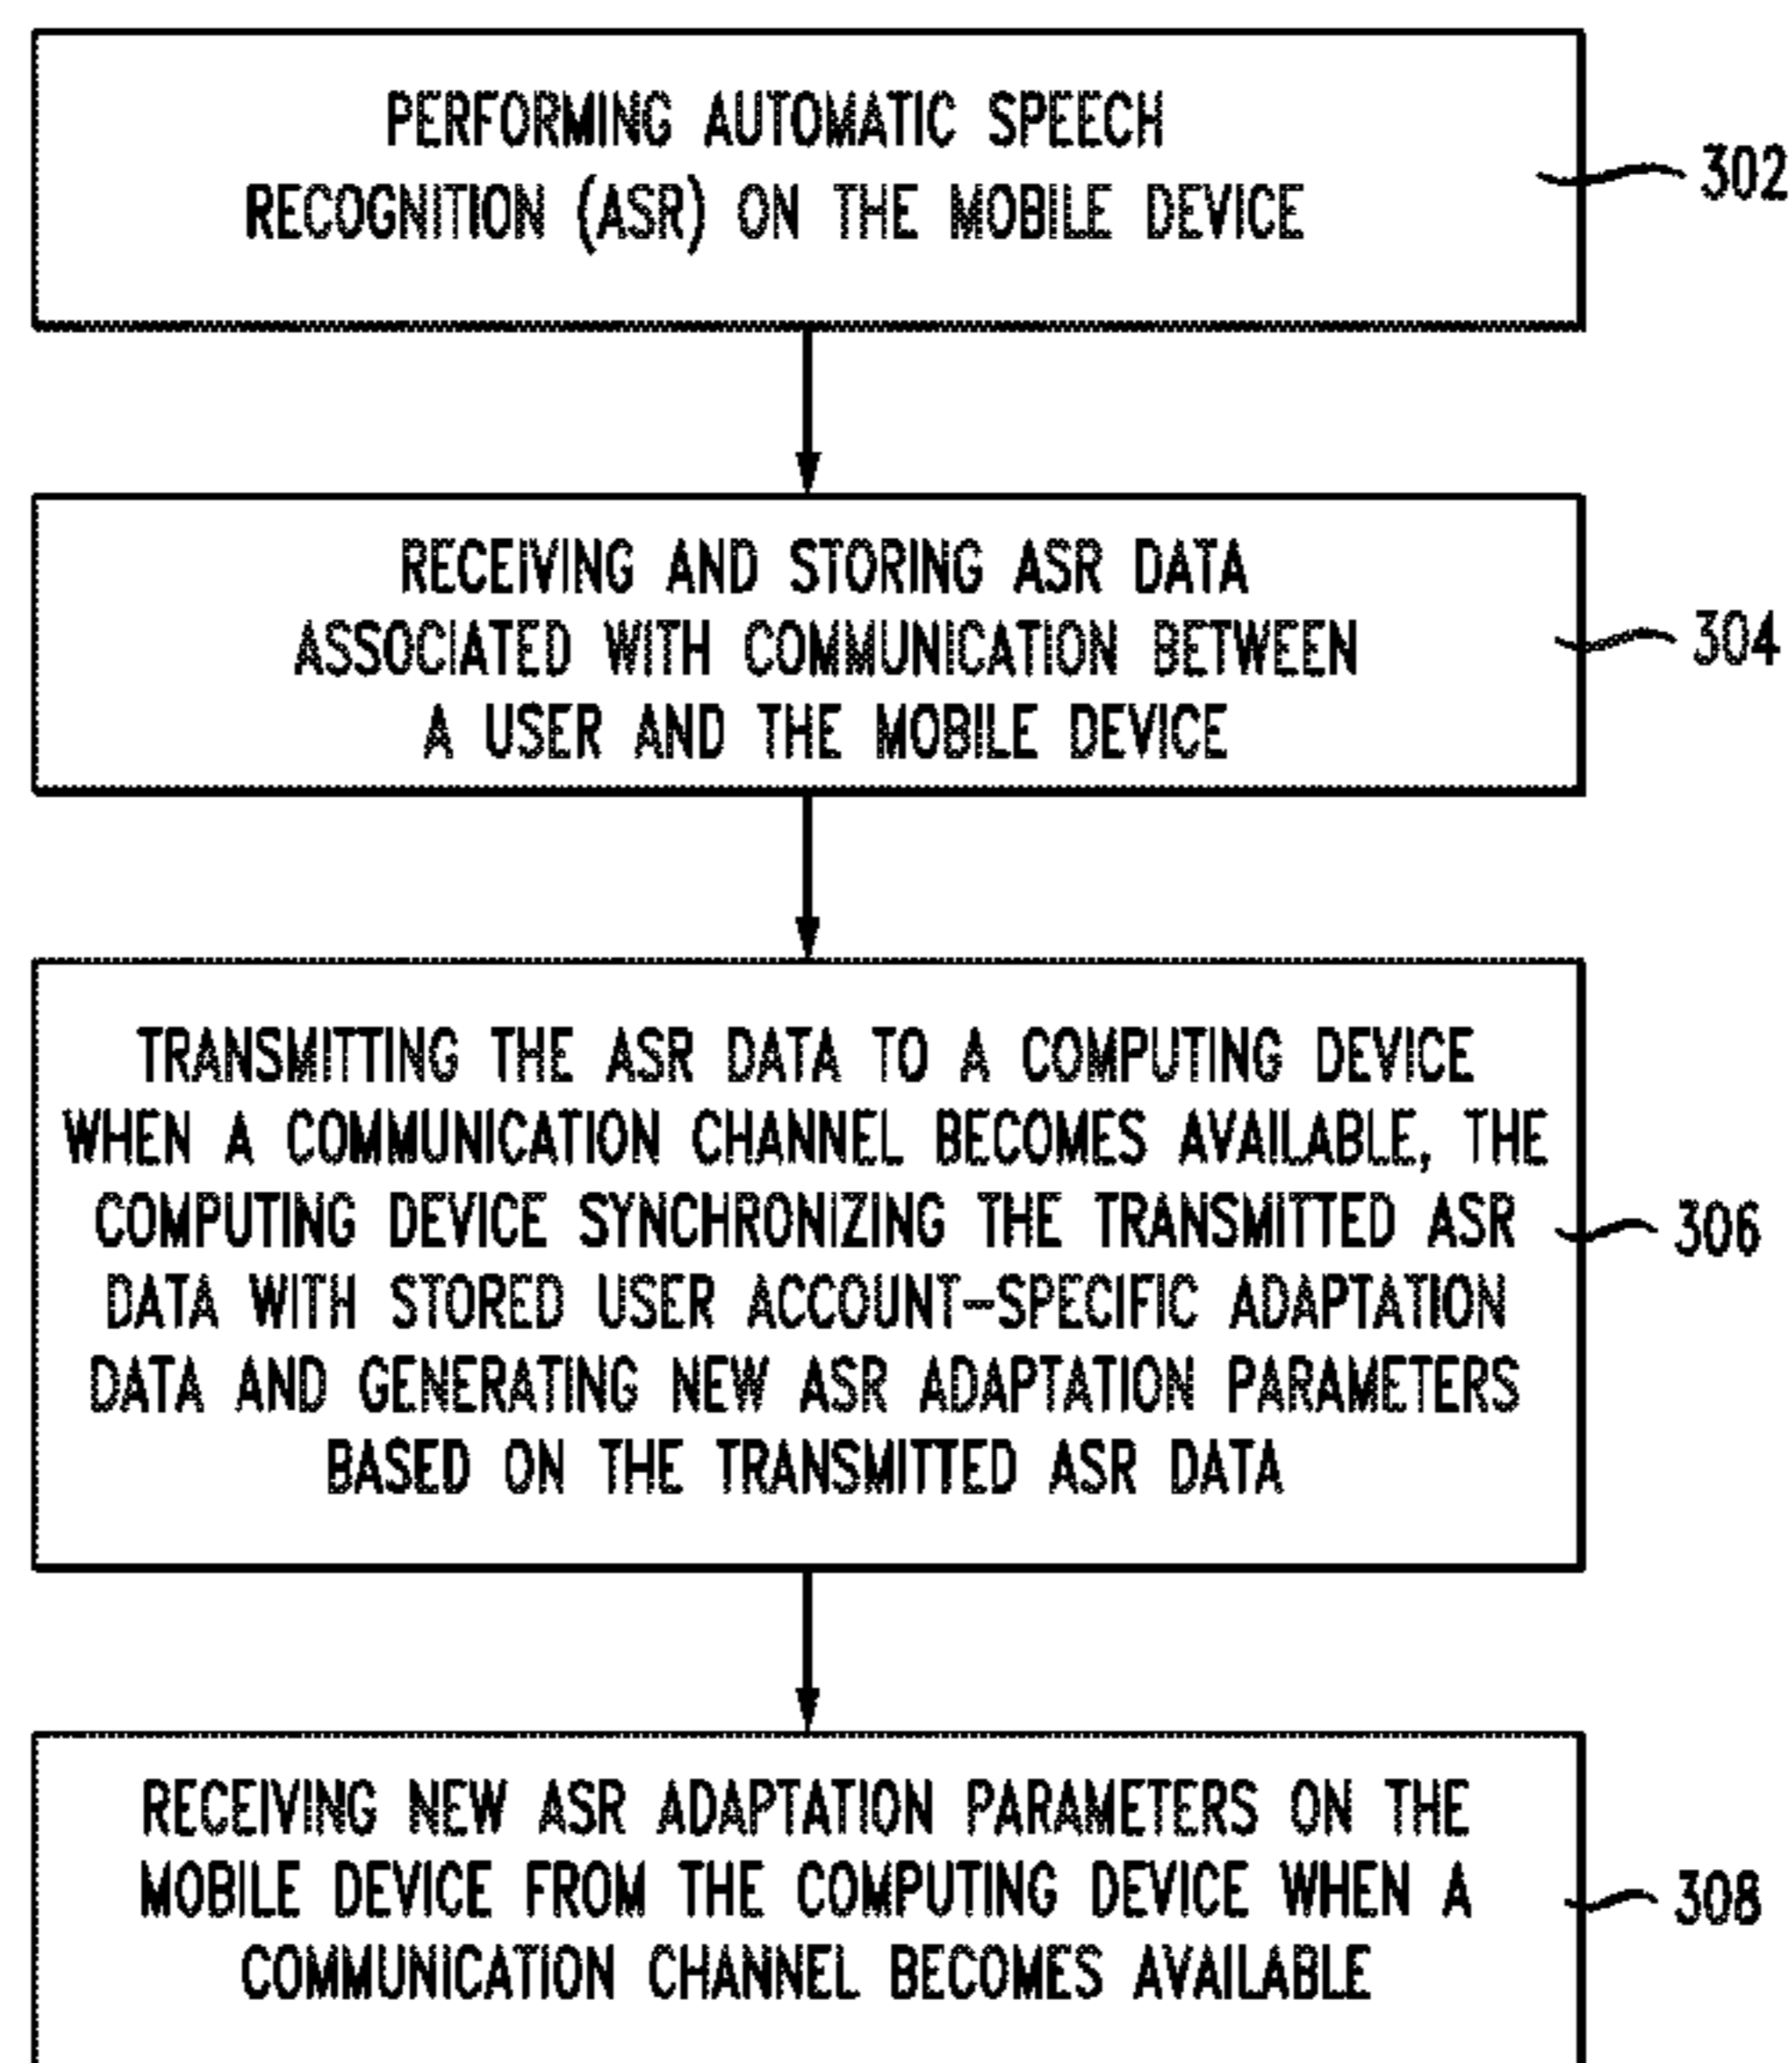 PERFORMING AUTOMATIC SPEECH
RECOGNITION (ASR) ON THE MOBILE DEVICE
302
RECEIVING AND STORING ASR DATA
ASSOCIATED WITH COMMUNICATION BETWEEN
A USER AND THE MOBILE DEVICE
304
TRANSMITTING THE ASR DATA TO A COMPUTING DEVICE
WHEN A COMMUNICATION CHANNEL BECOMES AVAILABLE, THE
COMPUTING DEVICE SYNCHRONIZING THE TRANSMITTED ASR
DATA WITH STORED USER ACCOUNT-SPECIFIC ADAPTATION
DATA AND GENERATING NEW ASR ADAPTATION PARAMETERS
BASED ON THE TRANSMITTED ASR DATA
306
RECEIVING NEW ASR ADAPTATION PARAMETERS ON THE
MOBILE DEVICE FROM THE COMPUTING DEVICE WHEN A
COMMUNICATION CHANNEL BECOMES AVAILABLE
308